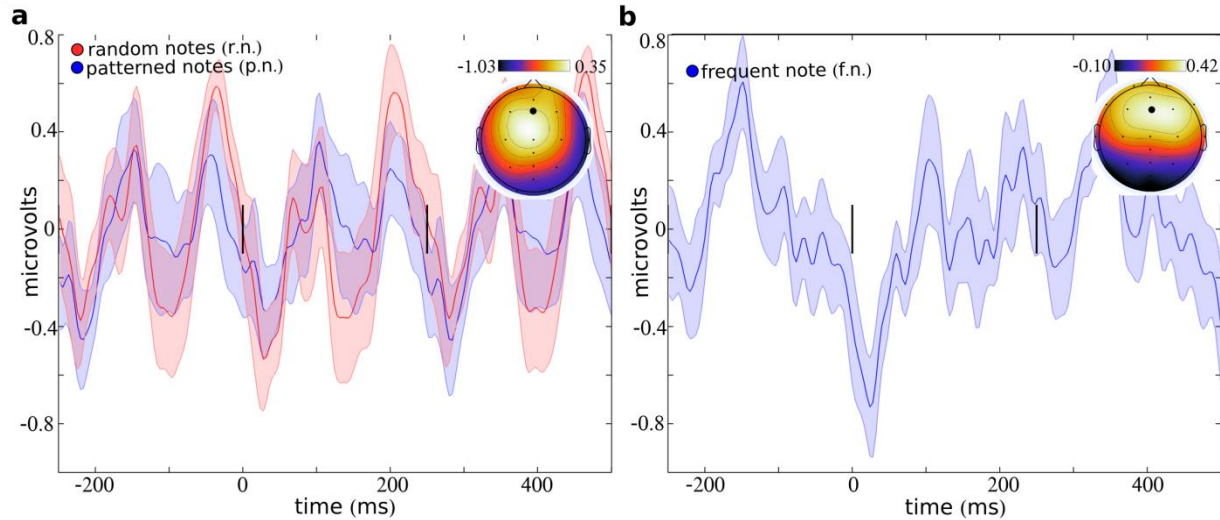 a
random notes (r.n.)
patterned notes (p.n.)
-1.03
0.35
0.8
0.4
0
-0.4
-0.8
microvolts
-200
0
200
400
time (ms)
b
frequent note (f.n.)
-0.10
0.42
0.8
0.4
0
-0.4
-0.8
microvolts
-200
0
200
400
time (ms)